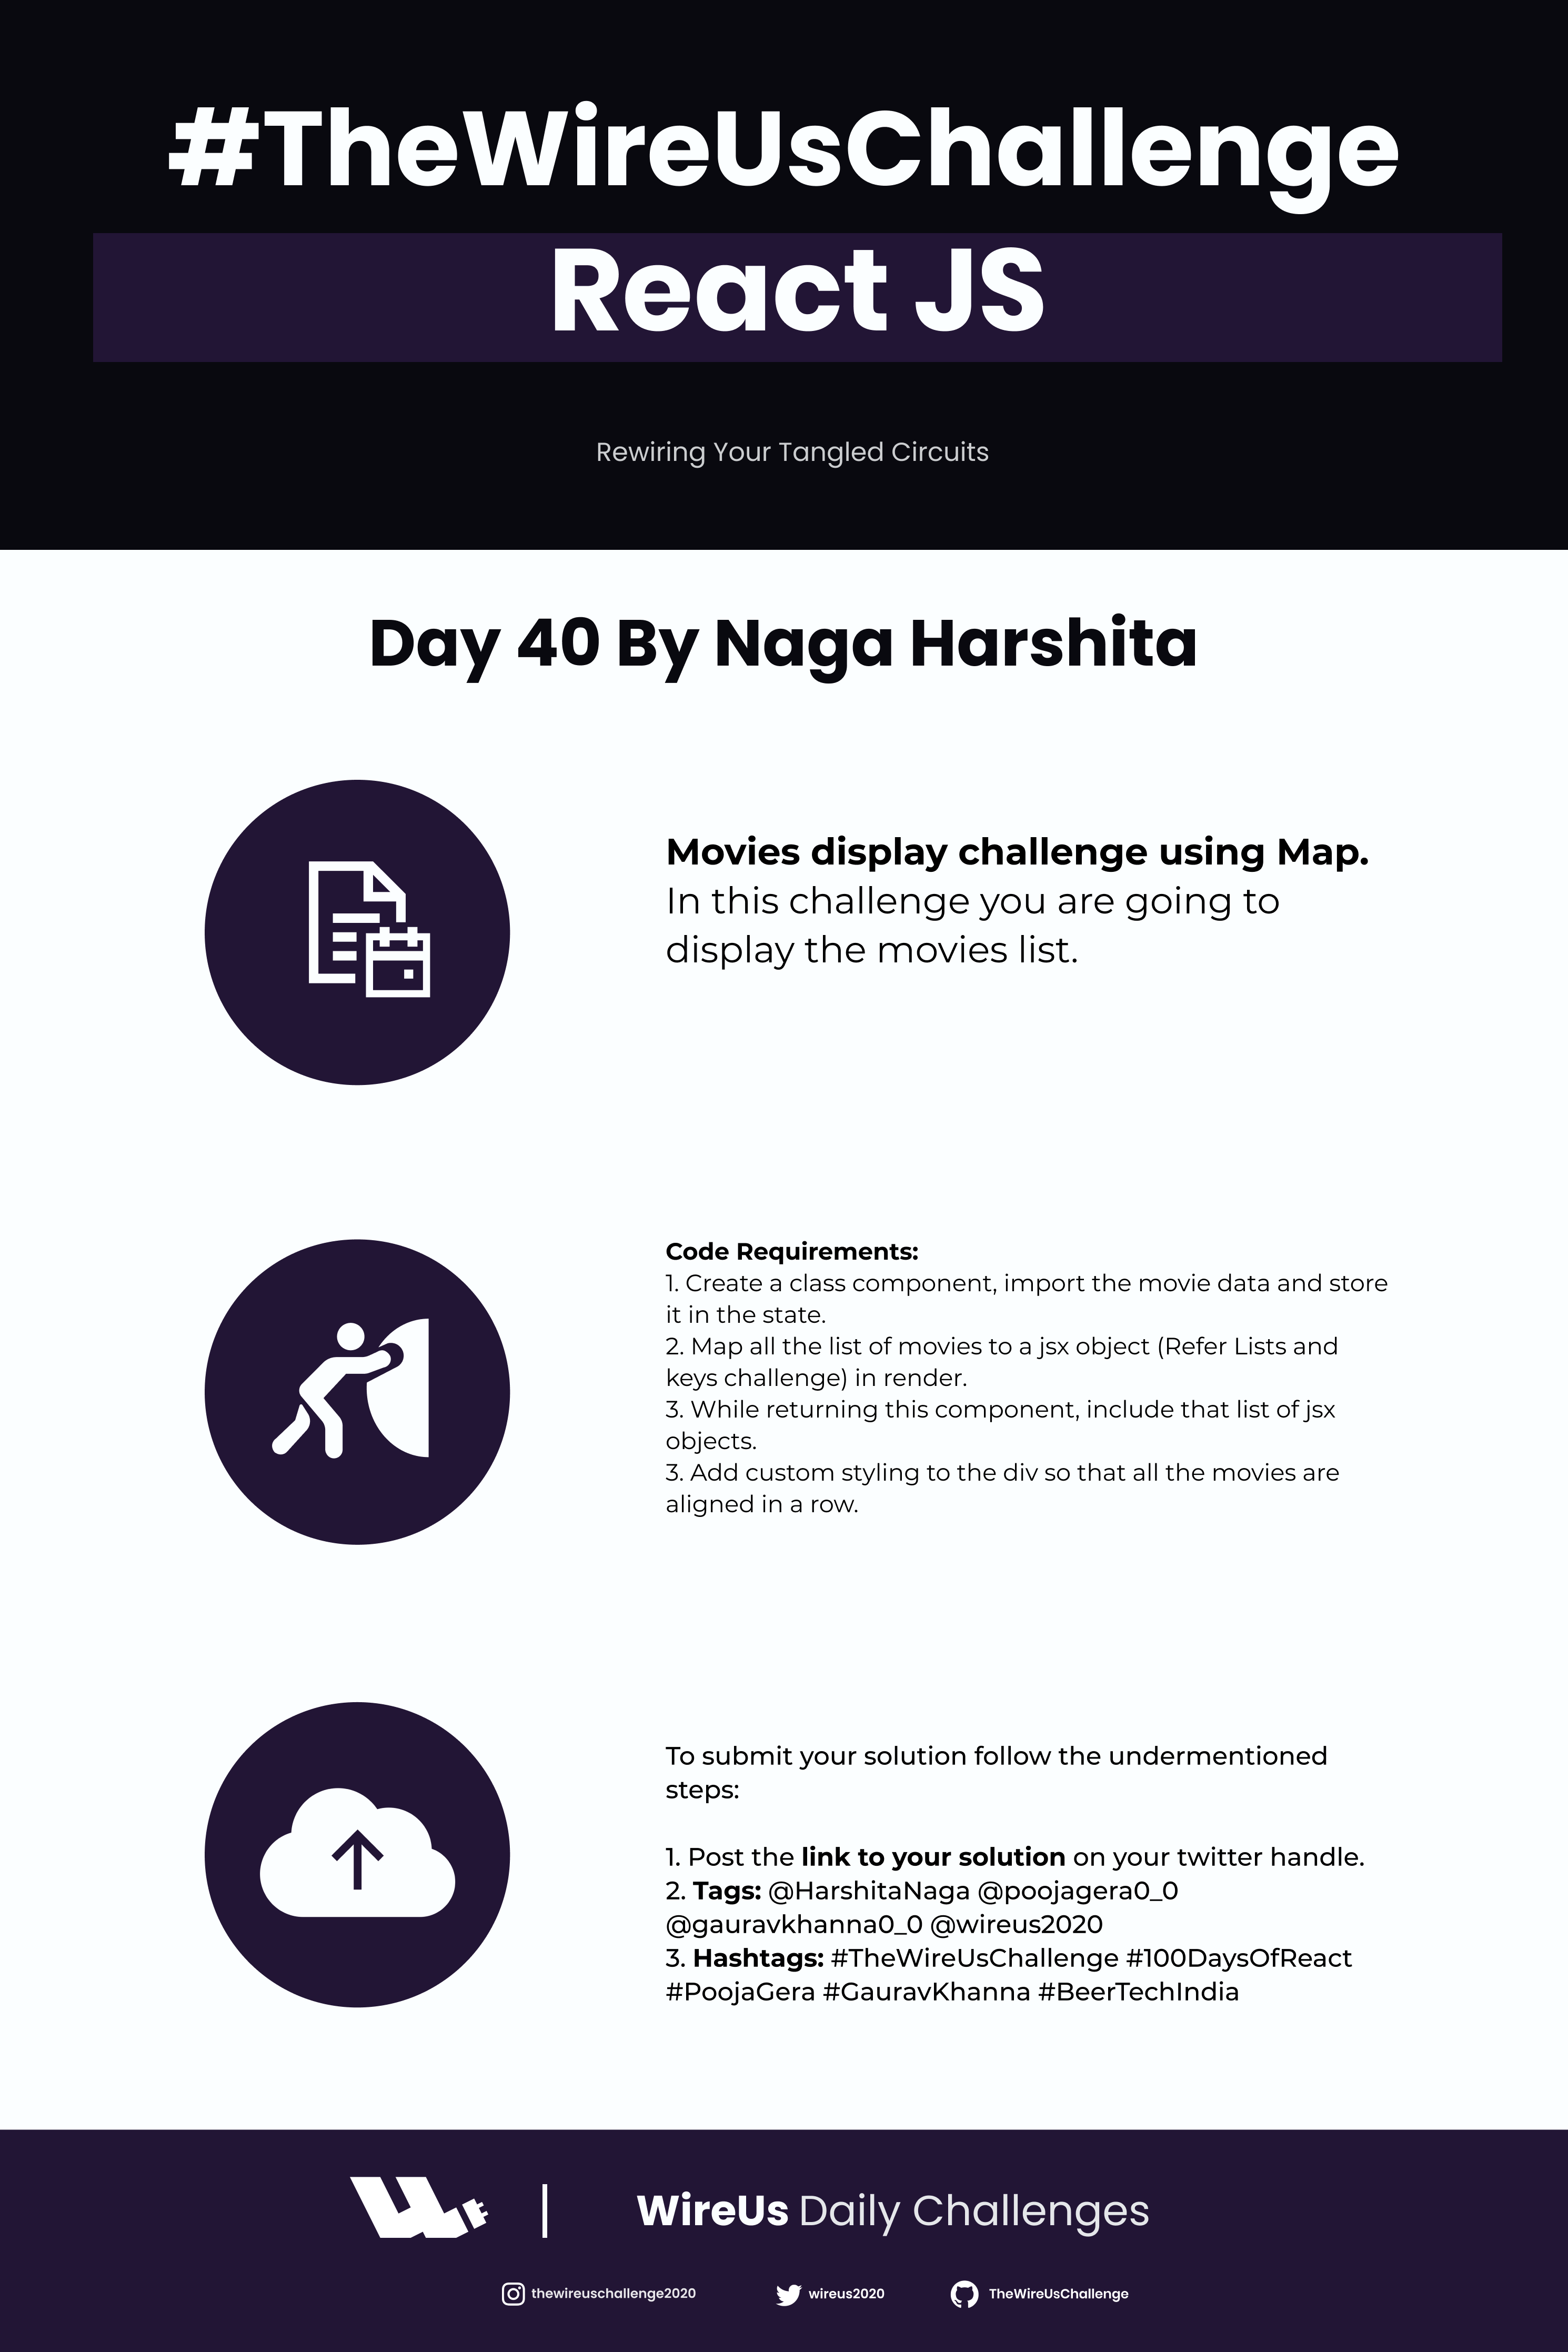 #TheWireUsChallenge
React JS
Rewiring Your Tangled Circuits
Day 40 By Naga Harshita
Movies display challenge using Map.
In this challenge you are going to
display the movies list.
Code Requirements:
1. Create a class component, import the movie data and store
it in the state.
2. Map all the list of movies to a jsx object (Refer Lists and
keys challenge) in render.
3. While returning this component, include that list of jsx
objects.
3. Add custom styling to the div so that all the movies are
aligned in a row.
To submit your solution follow the undermentioned
steps:
1. Post the link to your solution on your twitter handle.
2. Tags: @HarshitaNaga @poojagera0_0
@gauravkhanna0_0 @wireus2020
3. Hashtags: #TheWireUsChallenge #100DaysOfReact
#PoojaGera #GauravKhanna #BeerTechIndia
WireUs Daily Challenges
thewireuschallenge2020 wireus2020 TheWireUsChallenge